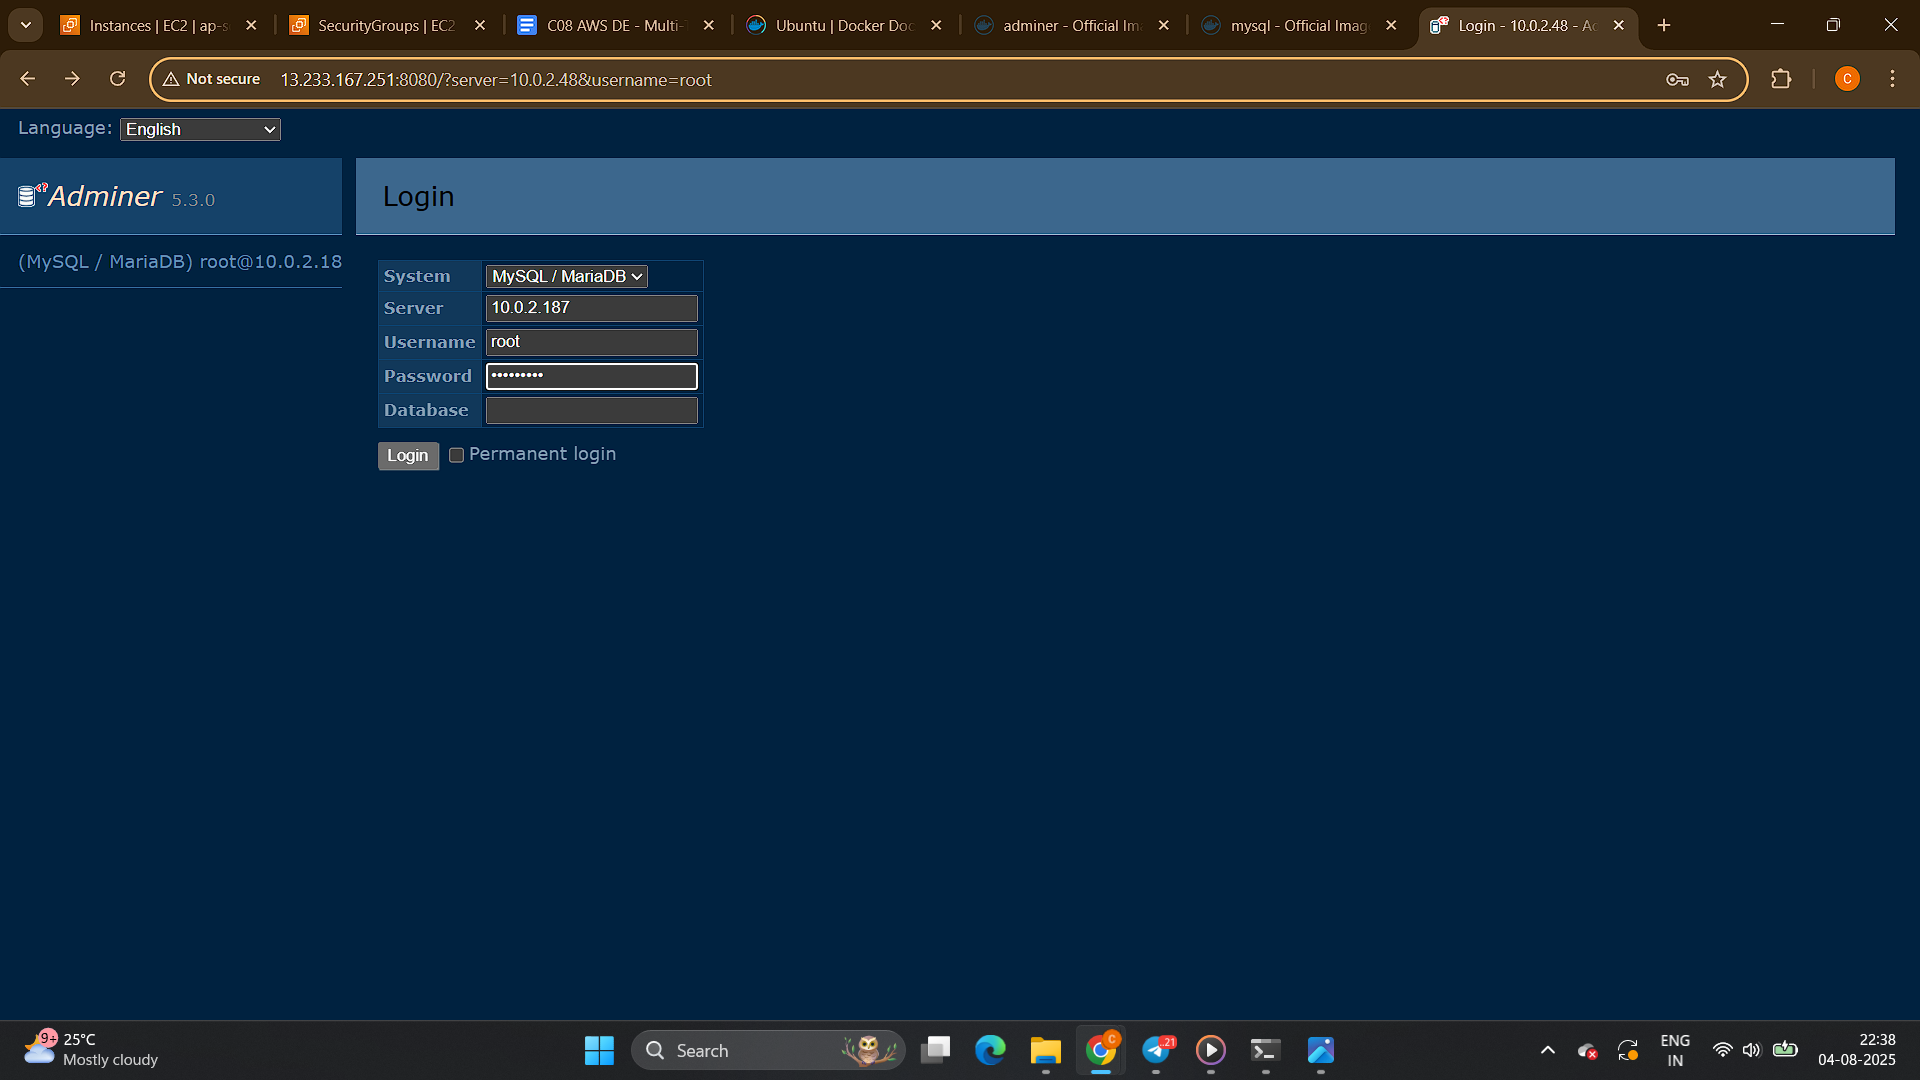 Instances | EC2 | ap-s
SecurityGroups | EC2
C08 AWS DE - Multi-
Ubuntu | Docker Doc
adminer - Official Im
mysql - Official Imag
Login - 10.0.2.48 - Ad
Not secure
13.233.167.251:8080/?server=10.0.2.48&username=root
C
Language: English
Adminer 5.3.0
Login
(MySQL / MariaDB) root@10.0.2.18
System MySQL / MariaDB
Server 10.0.2.187
Username root
Password •••••••••
Database
Login Permanent login
9+
25°C
Mostly cloudy
Search
C
21
ENG
IN
22:38
04-08-2025